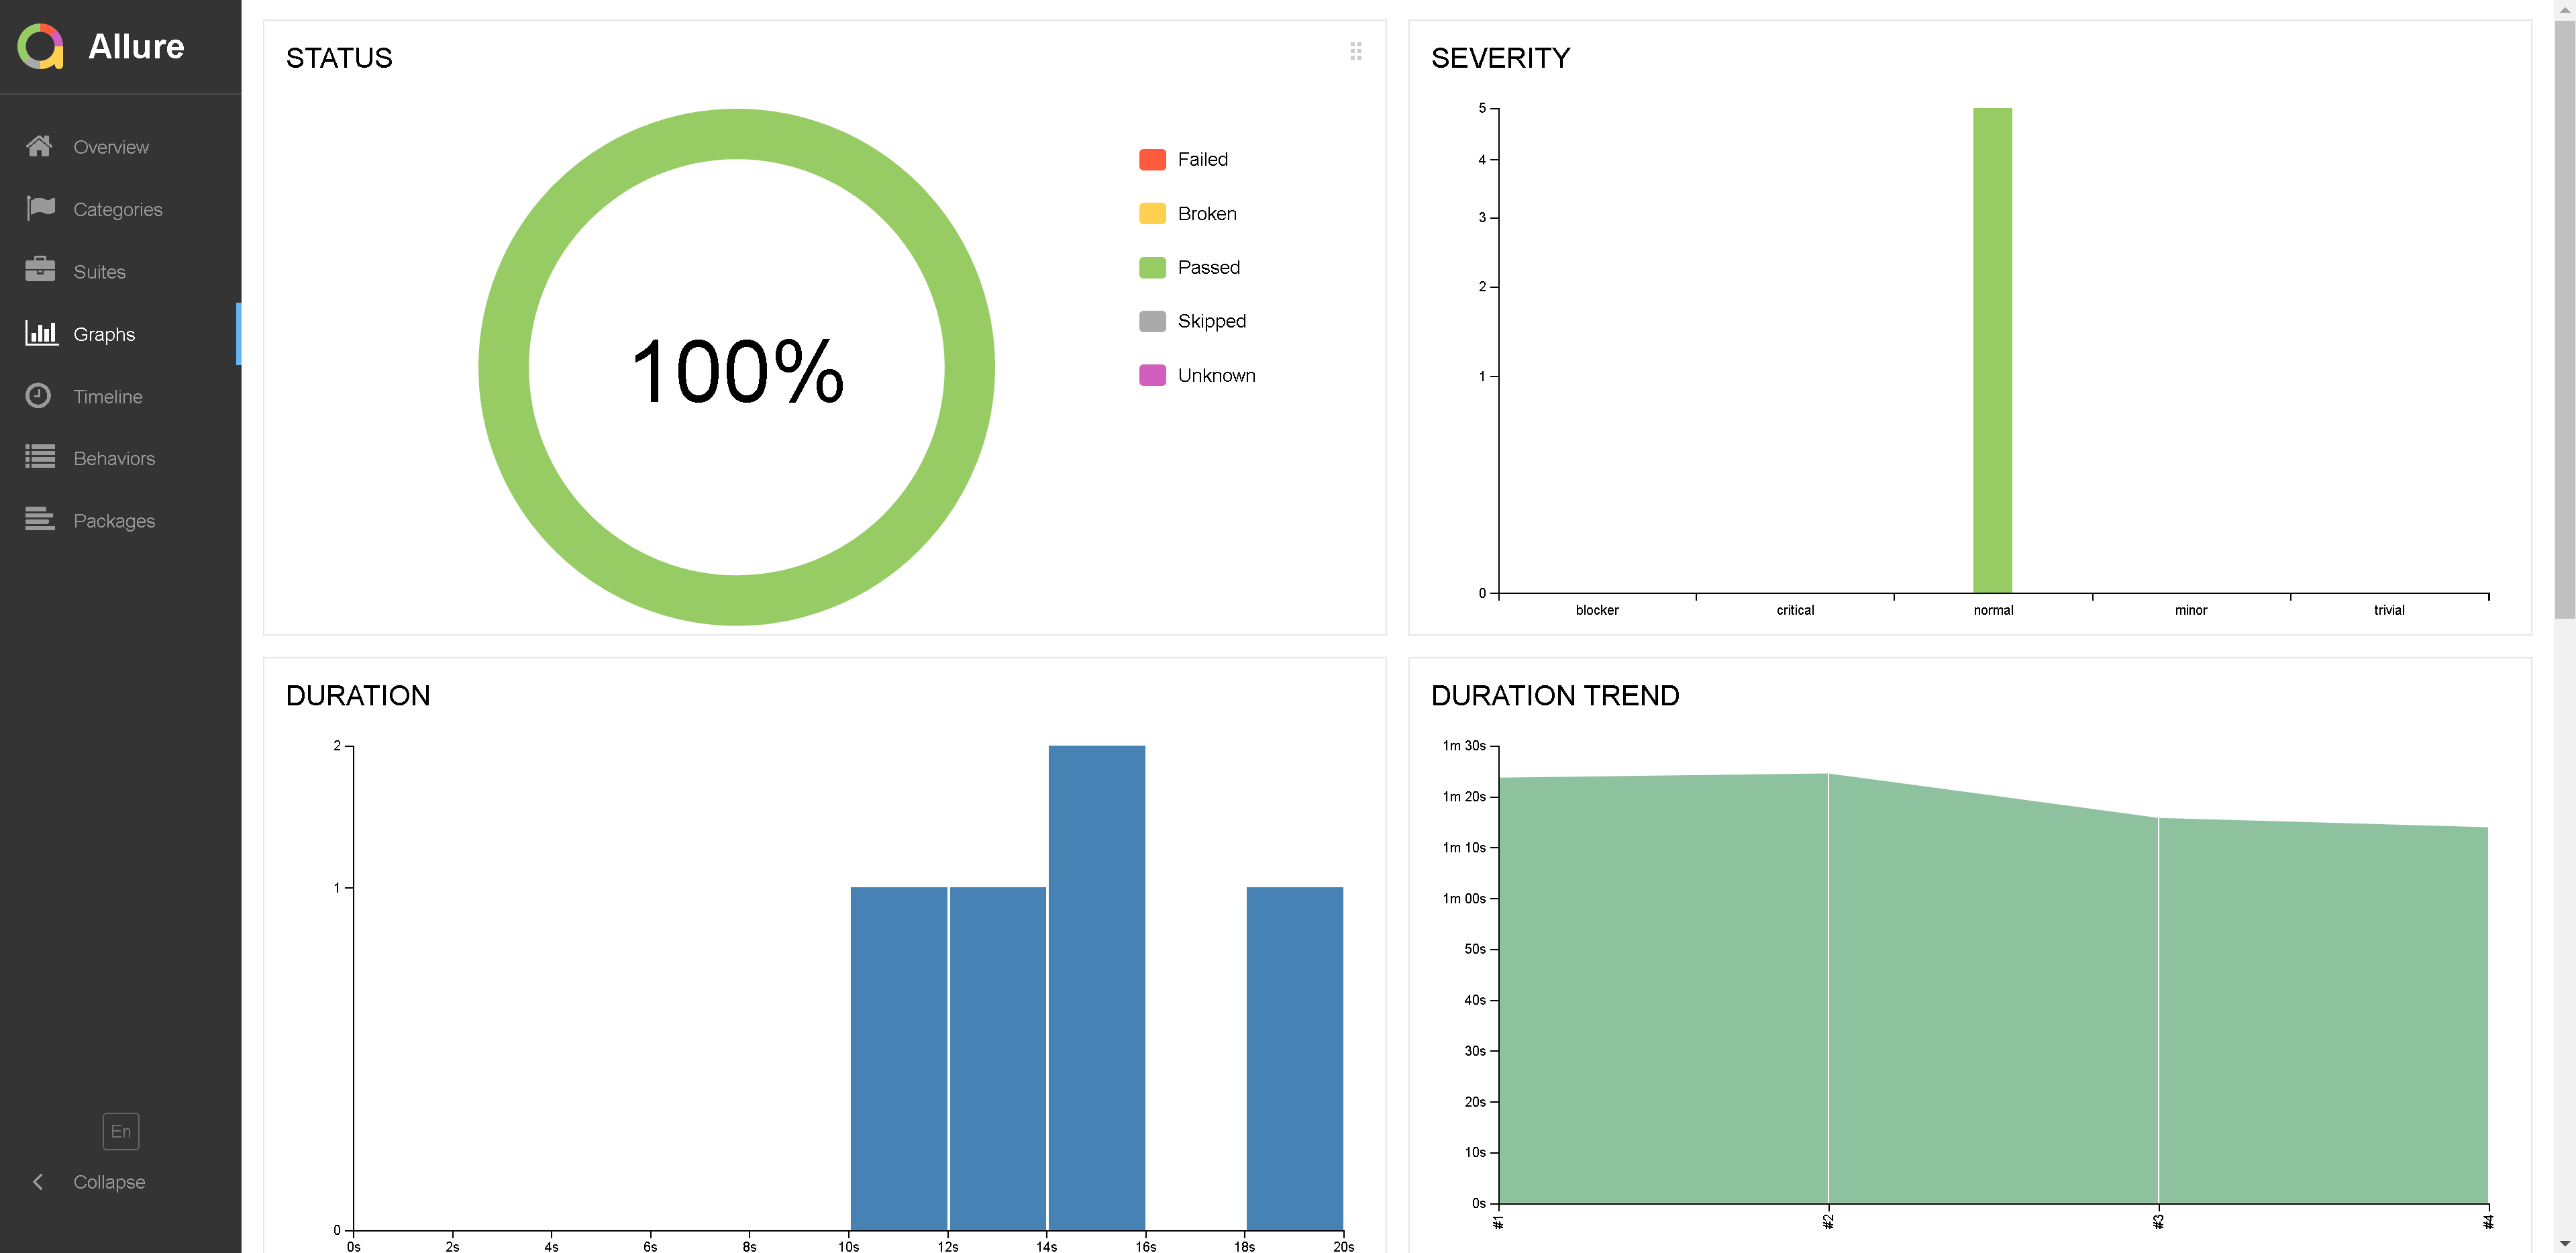 Allure
Overview
Categories
Suites
Graphs
Timeline
Behaviors
Packages
En
Collapse
STATUS
100%
Failed
Broken
Passed
Skipped
Unknown
SEVERITY
5
4
3
2
1
0
blocker critical normal minor trivial
DURATION
2
1
0
0s 2s 4s 6s 8s 10s 12s 14s 16s 18s 20s
DURATION TREND
1m 30s
1m 20s
1m 10s
1m 00s
50s
40s
30s
20s
10s
0s
#1 #2 #3 #4